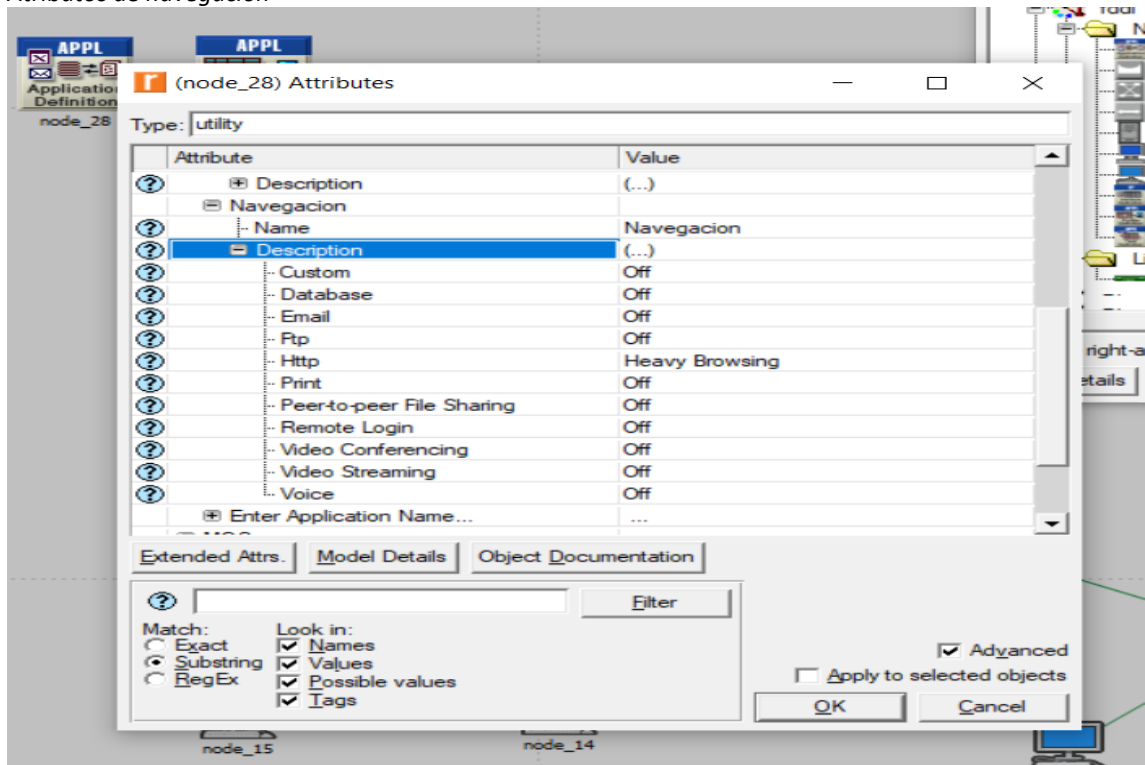 Atributos de navegación
APPL
Application
Definition
node_28
APPL
(node_28) Attributes
Type: utility
Attribute Value
Description (...)
Navegacion
Name Navegacion
Description (...)
Custom Off
Database Off
Email Off
Ftp Off
Http Heavy Browsing
Print Off
Peer-to-peer File Sharing Off
Remote Login Off
Video Conferencing Off
Video Streaming Off
Voice Off
Enter Application Name... ...
Extended Attrs. Model Details Object Documentation
Filter
Match: Look in:
Exact Names
Substring Values
RegEx Possible values
Tags
Advanced
Apply to selected objects
OK Cancel
right-a
etails
node_15
node_14